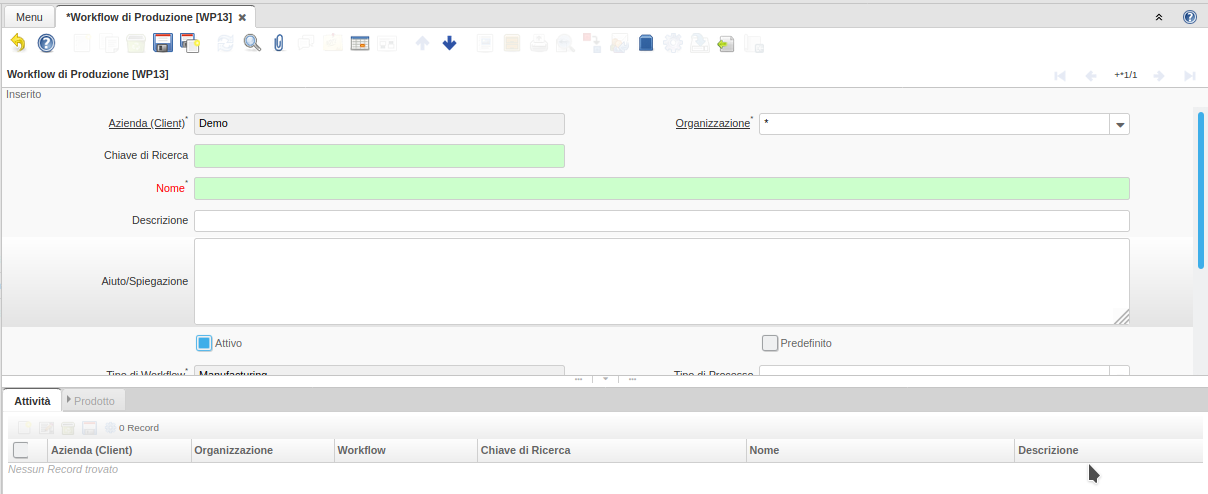 Menu *Workflow di Produzione [WP13]
Workflow di Produzione [WP13] +*1/1
Inserito
Azienda (Client)* Demo Organizzazione* *
Chiave di Ricerca
Nome*
Descrizione
Aiuto/Spiegazione
Attivo Predefinito
Tipo di Workflow* Manufacturing Tipo di Processo
Attività Prodotto
0 Record
Azienda (Client) Organizzazione Workflow Chiave di Ricerca Nome Descrizione
Nessun Record trovato